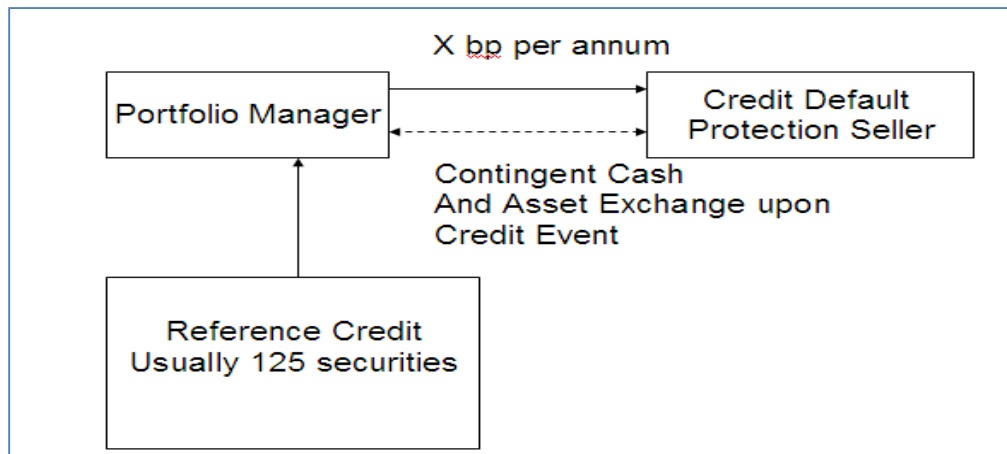 X bp per annum
Portfolio Manager
Credit Default
Protection Seller
Contingent Cash
And Asset Exchange upon
Credit Event
Reference Credit
Usually 125 securities